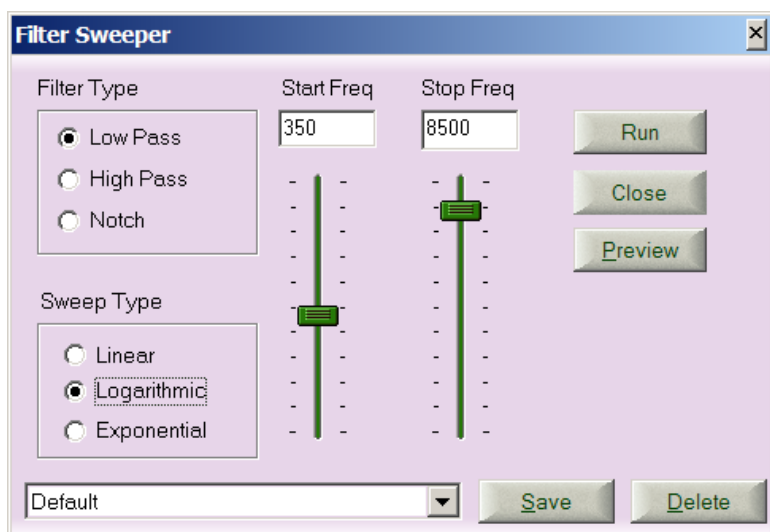 Filter Sweeper
Filter Type
Low Pass
High Pass
Notch
Start Freq
350
Stop Freq
8500
Run
Close
Preview
Sweep Type
Linear
Logarithmic
Exponential
Default
Save
Delete